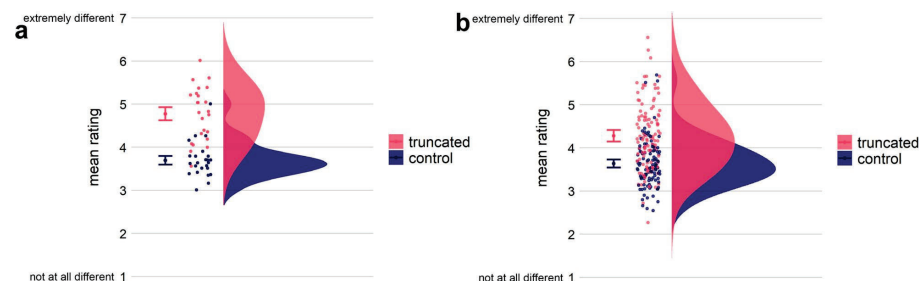 a
extremely different 7
6
5
4
3
2
not at all different 1
mean rating
truncated
control
b
extremely different 7
6
5
4
3
2
not at all different 1
mean rating
truncated
control